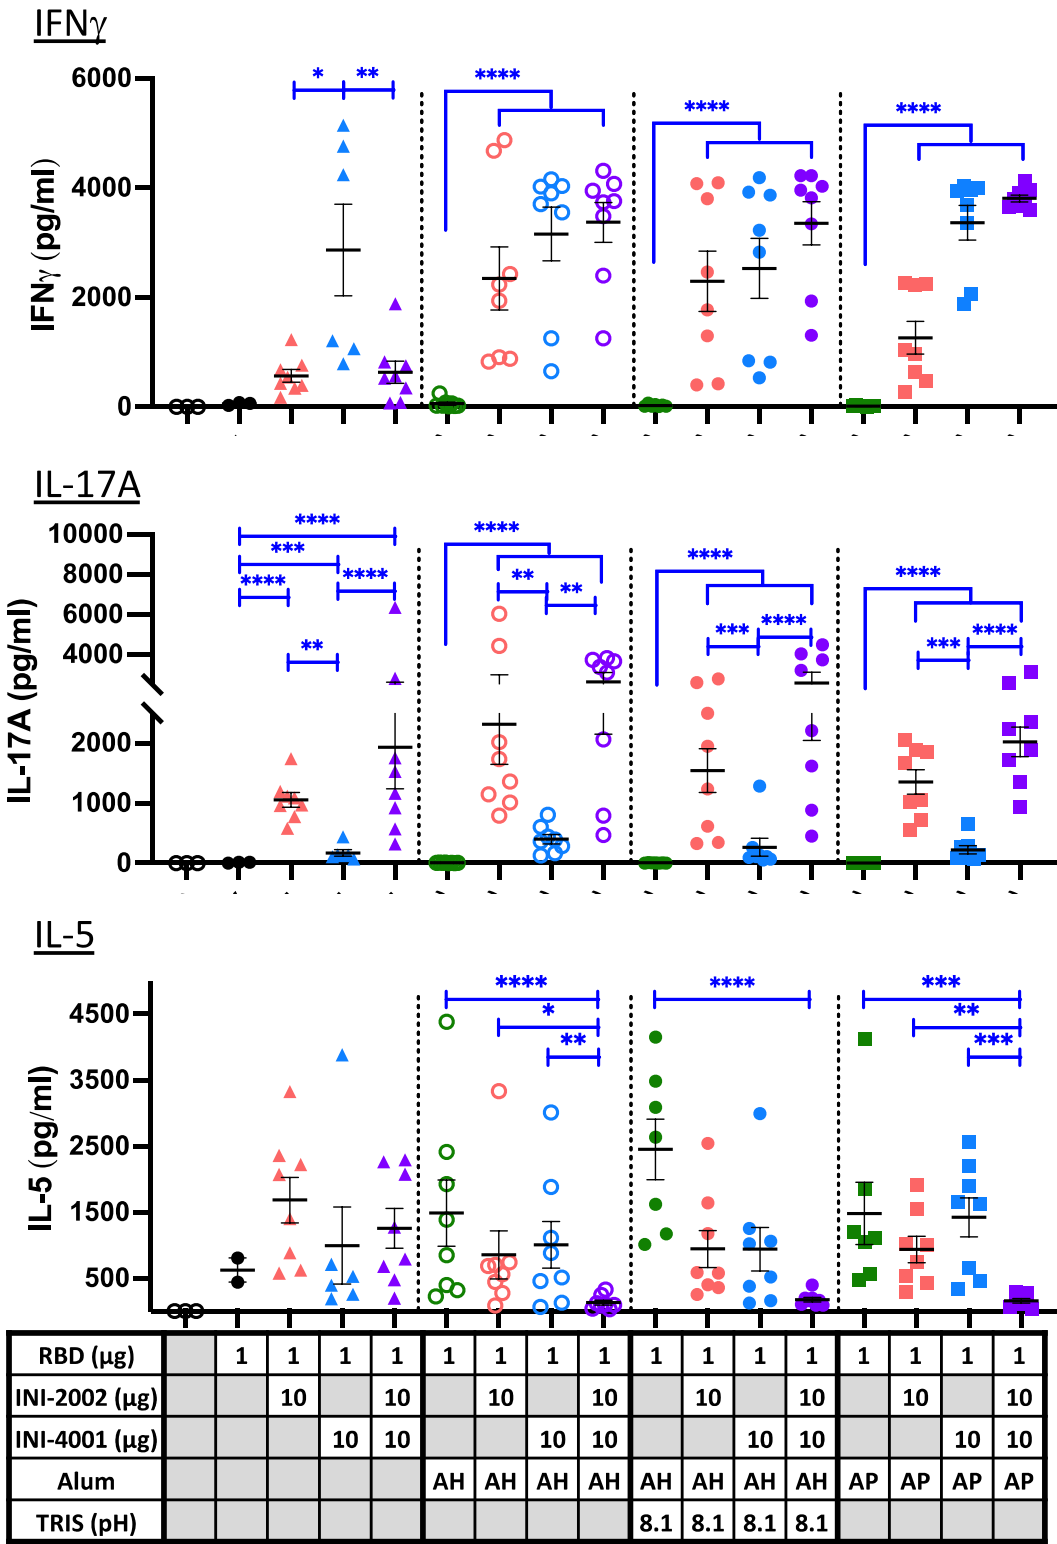 IFNγ
IFNγ (pg/ml)
6000
4000
2000
0
* ** **** **** ****
IL-17A
IL-17A (pg/ml)
10000
8000
6000
4000
2000
1000
0
**** **** **** ****
*** ** ** *** **** *** ****
**** ****
**
IL-5
IL-5 (pg/ml)
4500
3500
2500
1500
500
**** **** ***
* **
** ***
RBD (µg) 1 1 1 1 1 1 1 1 1 1 1 1 1 1 1 1
INI-2002 (µg) 10 10 10 10 10 10 10 10
INI-4001 (µg) 10 10 10 10 10 10 10 10
Alum AH AH AH AH AH AH AH AH AP AP AP AP
TRIS (pH) 8.1 8.1 8.1 8.1